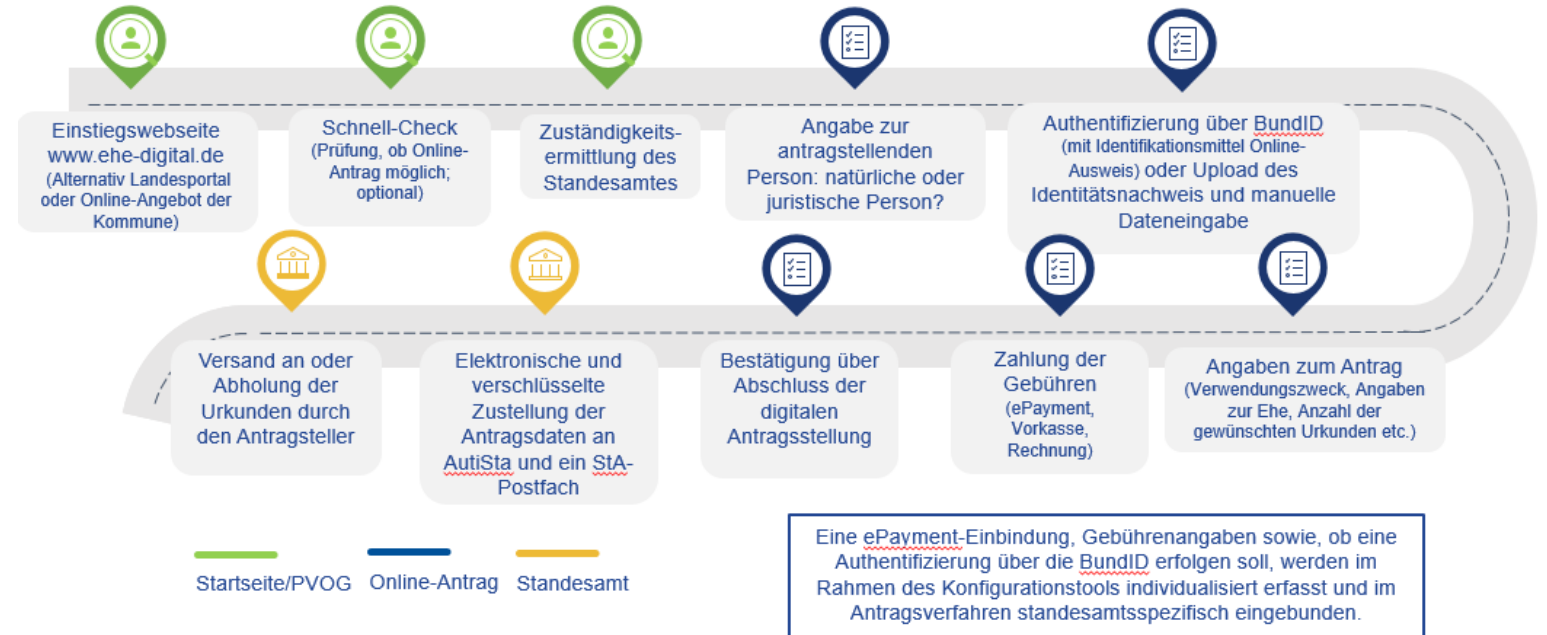 Einstiegswebseite
www.ehe-digital.de
(Alternativ Landesportal
oder Online-Angebot der
Kommune)
Schnell-Check
(Prüfung, ob Online-
Antrag möglich;
optional)
Zuständigkeits-
ermittlung des
Standesamtes
Angabe zur
antragstellenden
Person: natürliche oder
juristische Person?
Authentifizierung über BundID
(mit Identifikationsmittel Online-
Ausweis) oder Upload des
Identitätsnachweis und manuelle
Dateneingabe
Versand an oder
Abholung der
Urkunden durch
den Antragsteller
Elektronische und
verschlüsselte
Zustellung der
Antragsdaten an
AutiSta und ein StA-
Postfach
Bestätigung über
Abschluss der
digitalen
Antragsstellung
Zahlung der
Gebühren
(ePayment,
Vorkasse,
Rechnung)
Angaben zum Antrag
(Verwendungszweck, Angaben
zur Ehe, Anzahl der
gewünschten Urkunden etc.)
Startseite/PVOG
Online-Antrag
Standesamt
Eine ePayment-Einbindung, Gebührenangaben sowie, ob eine
Authentifizierung über die BundID erfolgen soll, werden im
Rahmen des Konfigurationstools individualisiert erfasst und im
Antragsverfahren standesamtsspezifisch eingebunden.